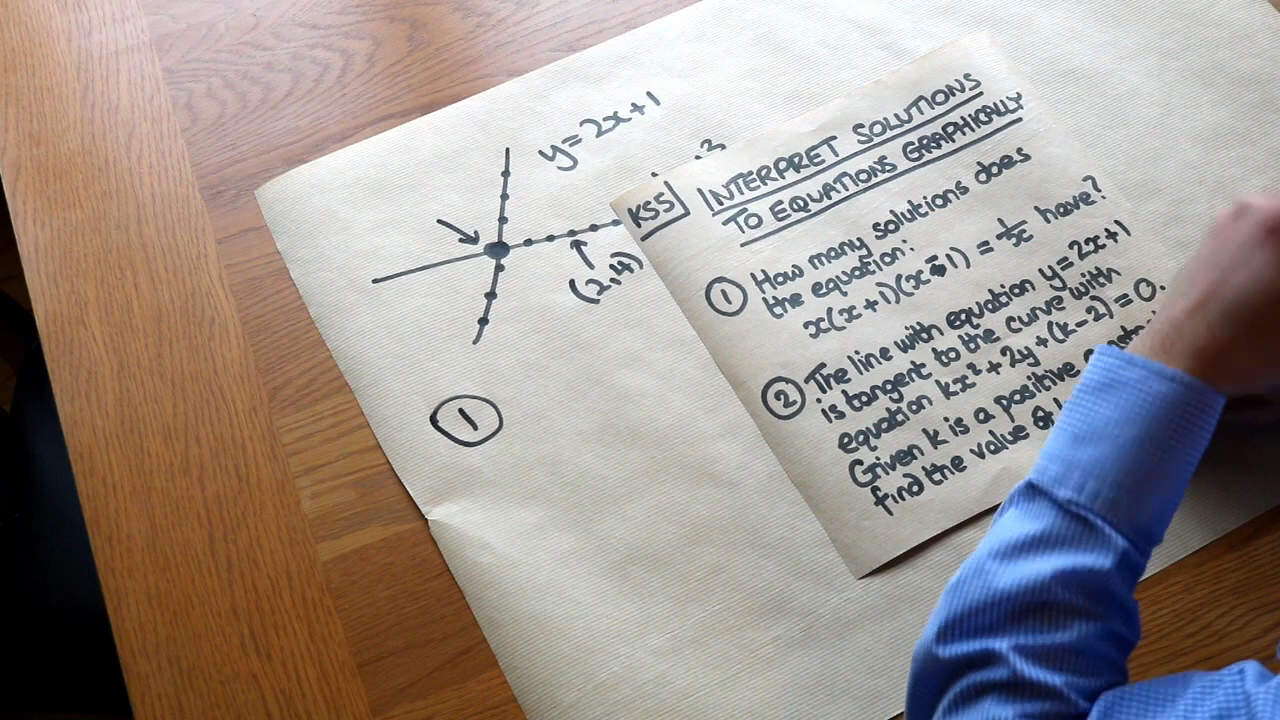 y=2x+1
(2,4)
1
KS5
INTERPRET SOLUTIONS
TO EQUATIONS GRAPHICALLY
1 How many solutions does
the equation:
x(x+1)(x-1) = 1/x have?
2 The line with equation y=2x+1
is tangent to the curve with
equation kx²+2y+(k-2)=0.
Given k is a positive
find the value of